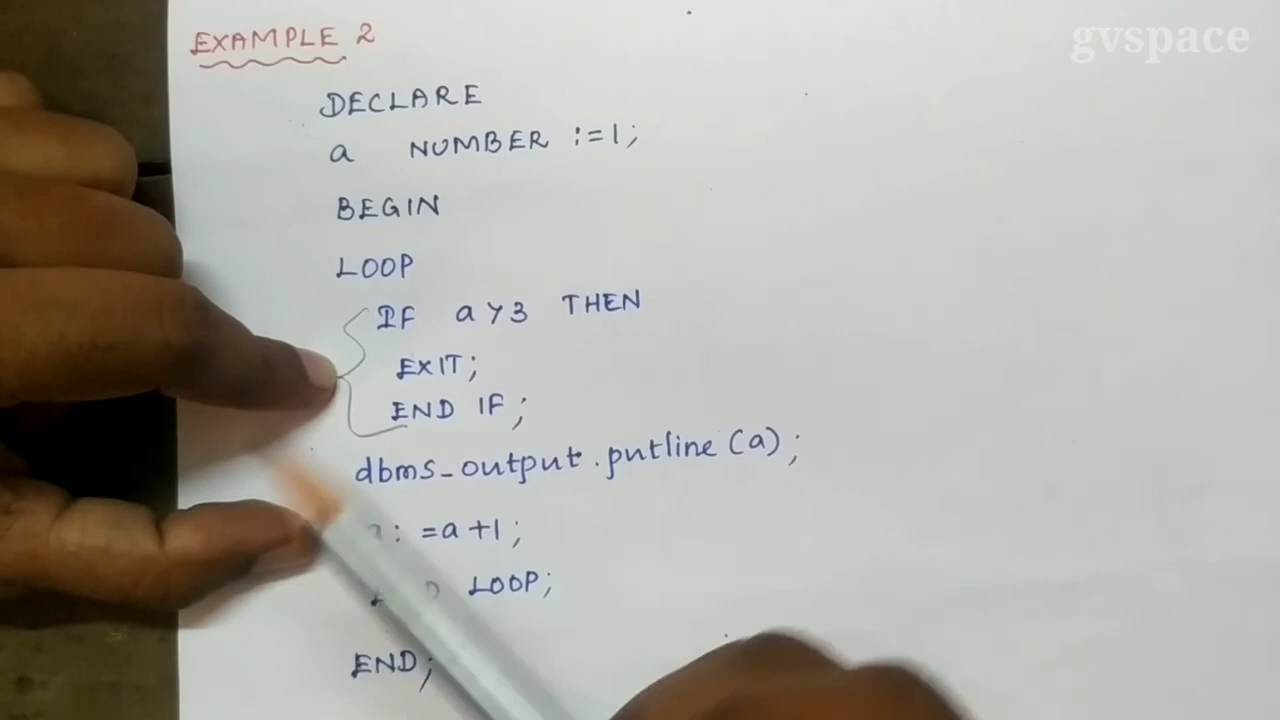 EXAMPLE 2
gvspace
DECLARE
a NUMBER :=1;
BEGIN
LOOP
IF a>3 THEN
EXIT;
END IF;
dbms_output.putline(a);
: =a+1;
LOOP;
END;